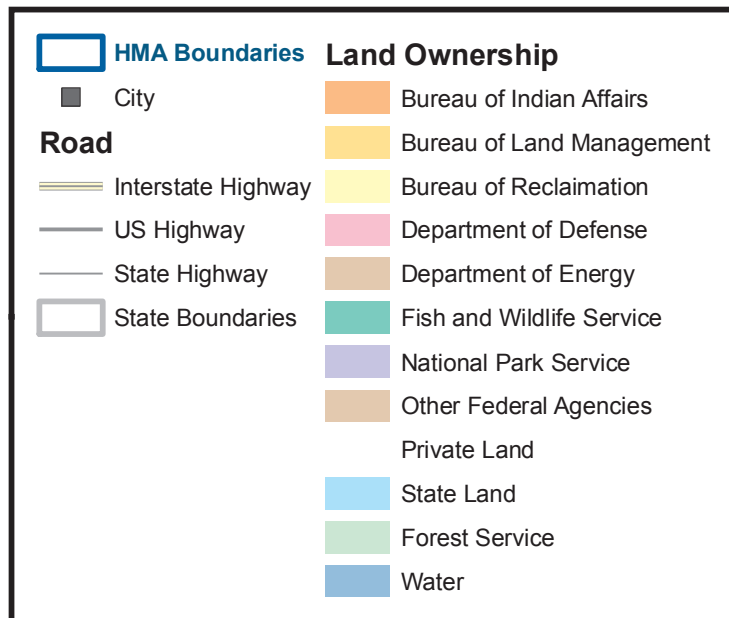 HMA Boundaries
City
Road
Interstate Highway
US Highway
State Highway
State Boundaries
Land Ownership
Bureau of Indian Affairs
Bureau of Land Management
Bureau of Reclaimation
Department of Defense
Department of Energy
Fish and Wildlife Service
National Park Service
Other Federal Agencies
Private Land
State Land
Forest Service
Water